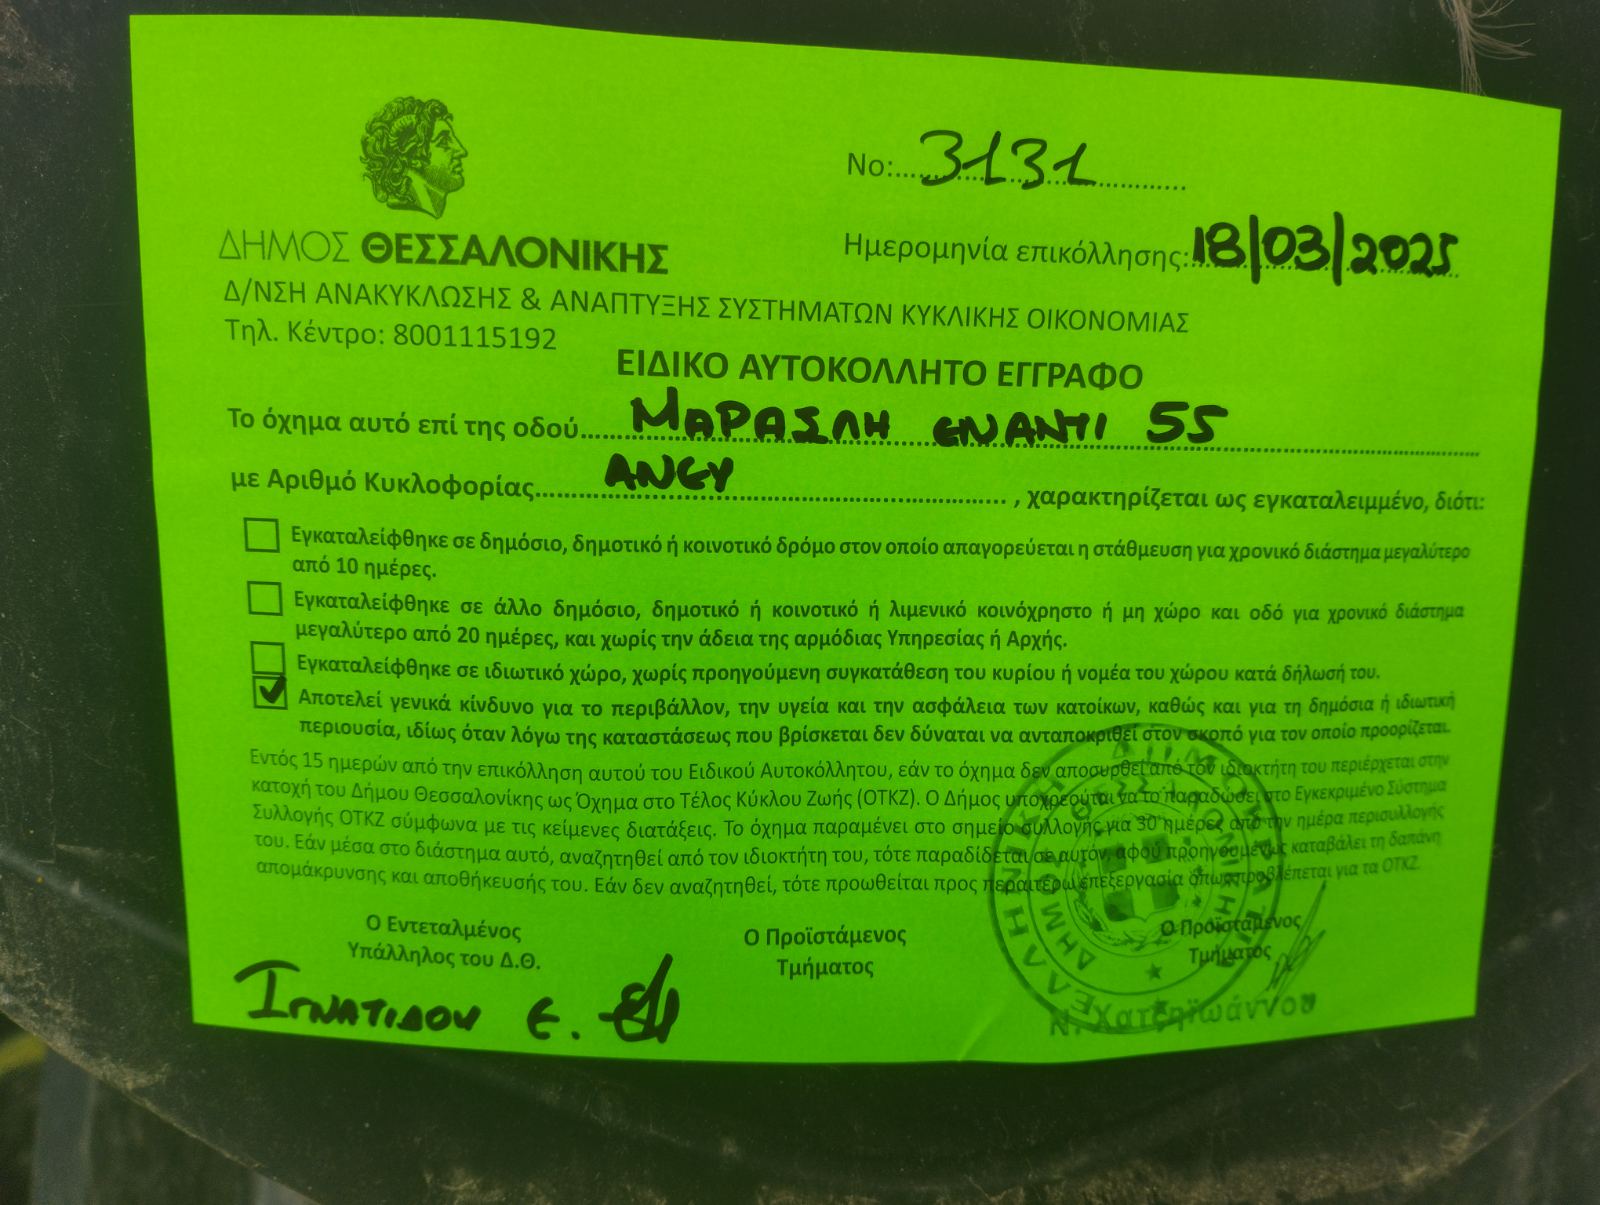 No:....3131....
ΔΗΜΟΣ ΘΕΣΣΑΛΟΝΙΚΗΣ
Ημερομηνία επικόλλησης:18/03/2025
Δ/ΝΣΗ ΑΝΑΚΥΚΛΩΣΗΣ & ΑΝΑΠΤΥΞΗΣ ΣΥΣΤΗΜΑΤΩΝ ΚΥΚΛΙΚΗΣ ΟΙΚΟΝΟΜΙΑΣ
Τηλ. Κέντρο: 8001115192
ΕΙΔΙΚΟ ΑΥΤΟΚΟΛΛΗΤΟ ΕΓΓΡΑΦΟ
Το όχημα αυτό επί της οδού.... ΜΑΡΑΣΛΗ ΕΝΑΝΤΙ 55
με Αριθμό Κυκλοφορίας.... ΑΝΕΥ .... , χαρακτηρίζεται ως εγκαταλειμμένο, διότι:
Εγκαταλείφθηκε σε δημόσιο, δημοτικό ή κοινοτικό δρόμο στον οποίο απαγορεύεται η στάθμευση για χρονικό διάστημα μεγαλύτερο
από 10 ημέρες.
Εγκαταλείφθηκε σε άλλο δημόσιο, δημοτικό ή κοινοτικό ή λιμενικό κοινόχρηστο ή μη χώρο και οδό για χρονικό διάστημα
μεγαλύτερο από 20 ημέρες, και χωρίς την άδεια της αρμόδιας Υπηρεσίας ή Αρχής.
Εγκαταλείφθηκε σε ιδιωτικό χώρο, χωρίς προηγούμενη συγκατάθεση του κυρίου ή νομέα του χώρου κατά δήλωσή του.
✓ Αποτελεί γενικά κίνδυνο για το περιβάλλον, την υγεία και την ασφάλεια των κατοίκων, καθώς και για τη δημόσια ή ιδιωτική
περιουσία, ιδίως όταν λόγω της καταστάσεως που βρίσκεται δεν δύναται να ανταποκριθεί στον σκοπό για τον οποίο προορίζεται.
Εντός 15 ημερών από την επικόλληση αυτού του Ειδικού Αυτοκόλλητου, εάν το όχημα δεν αποσυρθεί από τον ιδιοκτήτη του περιέρχεται στην
κατοχή του Δήμου Θεσσαλονίκης ως Όχημα στο Τέλος Κύκλου Ζωής (ΟΤΚΖ). Ο Δήμος υποχρεούται να το παραδώσει στο Εγκεκριμένο Σύστημα
Συλλογής ΟΤΚΖ σύμφωνα με τις κείμενες διατάξεις. Το όχημα παραμένει στο σημείο συλλογής για 30 ημέρες από την ημέρα περισυλλογής
του. Εάν μέσα στο διάστημα αυτό, αναζητηθεί από τον ιδιοκτήτη του, τότε παραδίδεται σε αυτόν, αφού προηγουμένως καταβάλει τη δαπάνη
απομάκρυνσης και αποθήκευσής του. Εάν δεν αναζητηθεί, τότε προωθείται προς περαιτέρω επεξεργασία όπως προβλέπεται για τα ΟΤΚΖ.
Ο Εντεταλμένος
Υπάλληλος του Δ.Θ.
Ο Προϊστάμενος
Τμήματος
Ο Προϊστάμενος
Τμήματος
ΙΓΝΑΤΙΔΟΥ Ε.
Ν. Χατζηϊωάννου
ΕΛΛΗΝΙΚΗ ΔΗΜΟΚΡΑΤΙΑ
ΔΗΜΟΣ ΘΕΣΣΑΛΟΝΙΚΗΣ